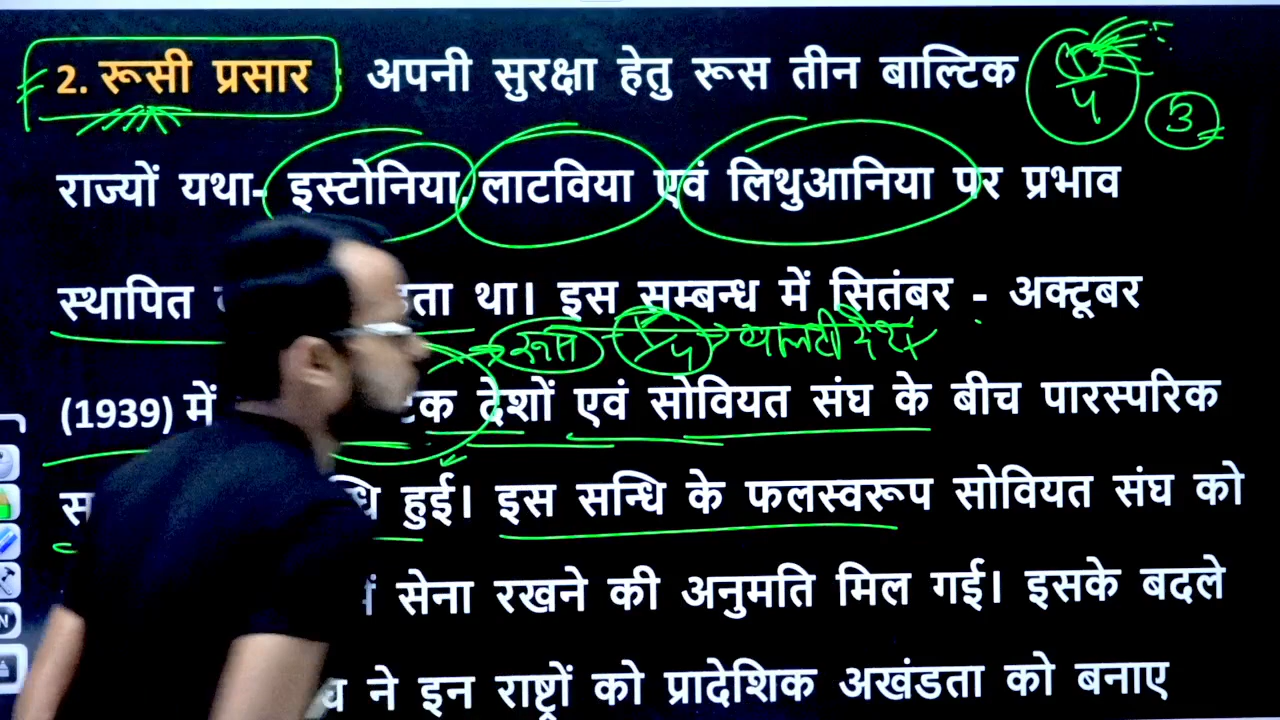 2. रूसी प्रसार अपनी सुरक्षा हेतु रूस तीन बाल्टिक
राज्यों यथा- इस्टोनिया, लाटविया एवं लिथुआनिया पर प्रभाव
स्थापित था। इस सम्बन्ध में सितंबर - अक्टूबर
रूस
(1939) में देशों एवं सोवियत संघ के बीच पारस्परिक
हुई। इस सन्धि के फलस्वरूप सोवियत संघ को
सेना रखने की अनुमति मिल गई। इसके बदले
ने इन राष्ट्रों को प्रादेशिक अखंडता को बनाए